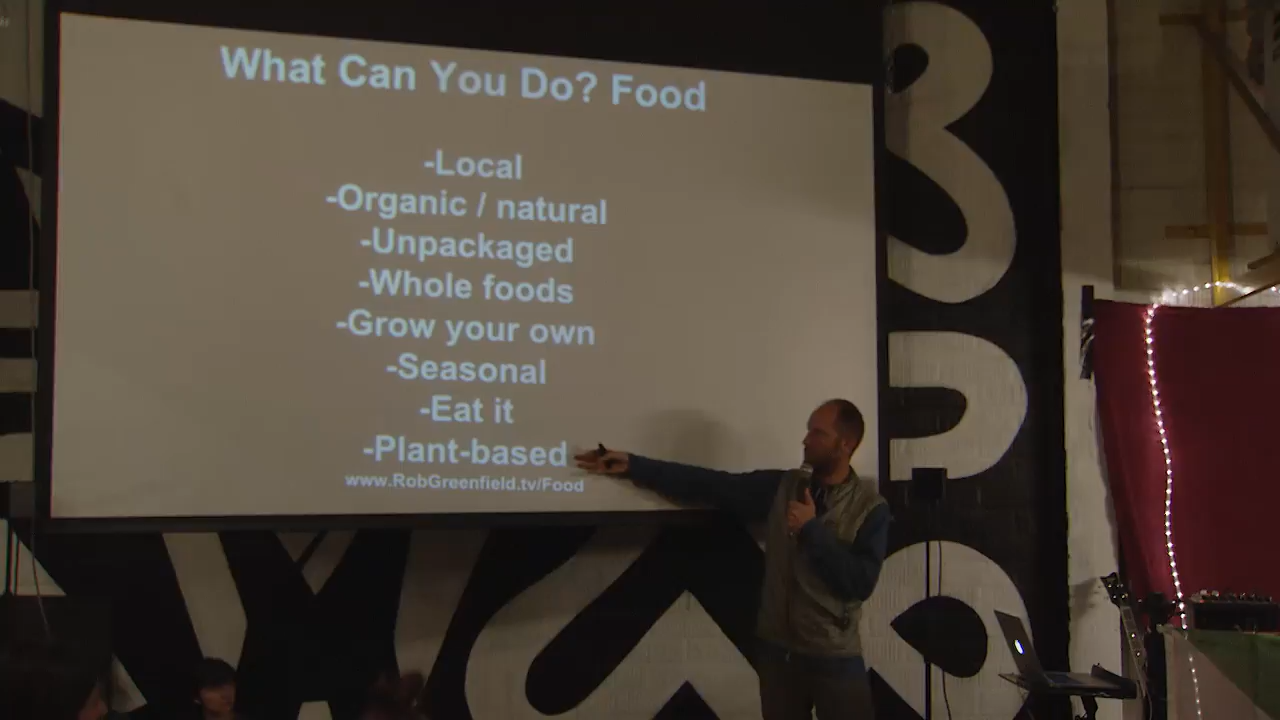 What Can You Do? Food
-Local
-Organic / natural
-Unpackaged
-Whole foods
-Grow your own
-Seasonal
-Eat it
-Plant-based
www.RobGreenfield.tv/Food